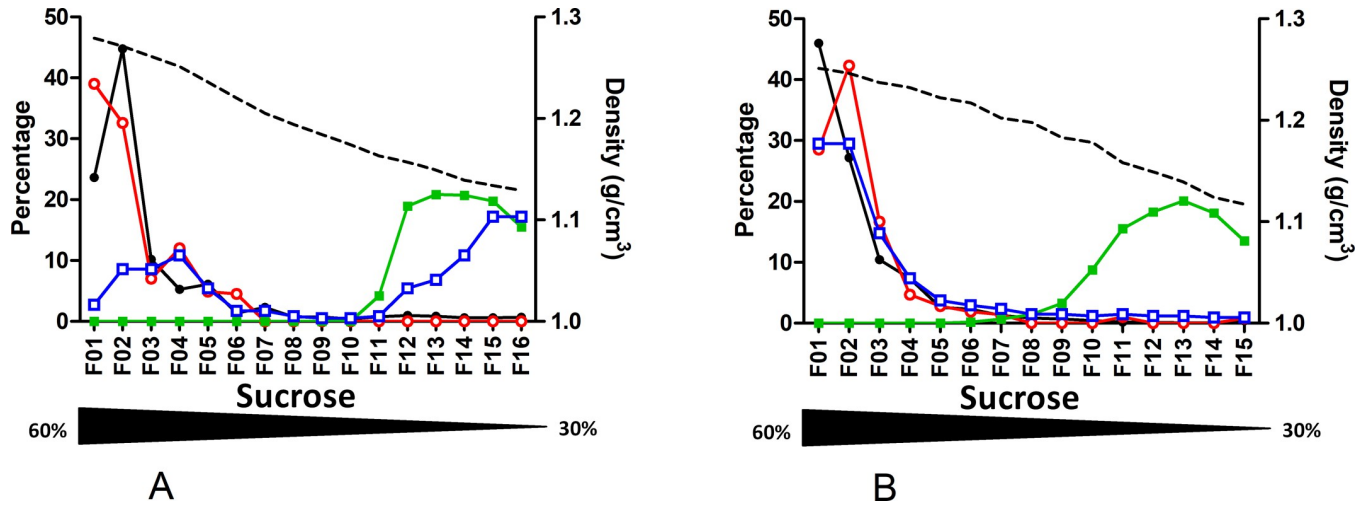 50
40
30
20
10
0
Percentage
1.3
1.2
1.1
1.0
Density (g/cm³)
F01 F02 F03 F04 F05 F06 F07 F08 F09 F10 F11 F12 F13 F14 F15 F16
Sucrose
60% 30%
A
50
40
30
20
10
0
Percentage
1.3
1.2
1.1
1.0
Density (g/cm³)
F01 F02 F03 F04 F05 F06 F07 F08 F09 F10 F11 F12 F13 F14 F15
Sucrose
60% 30%
B